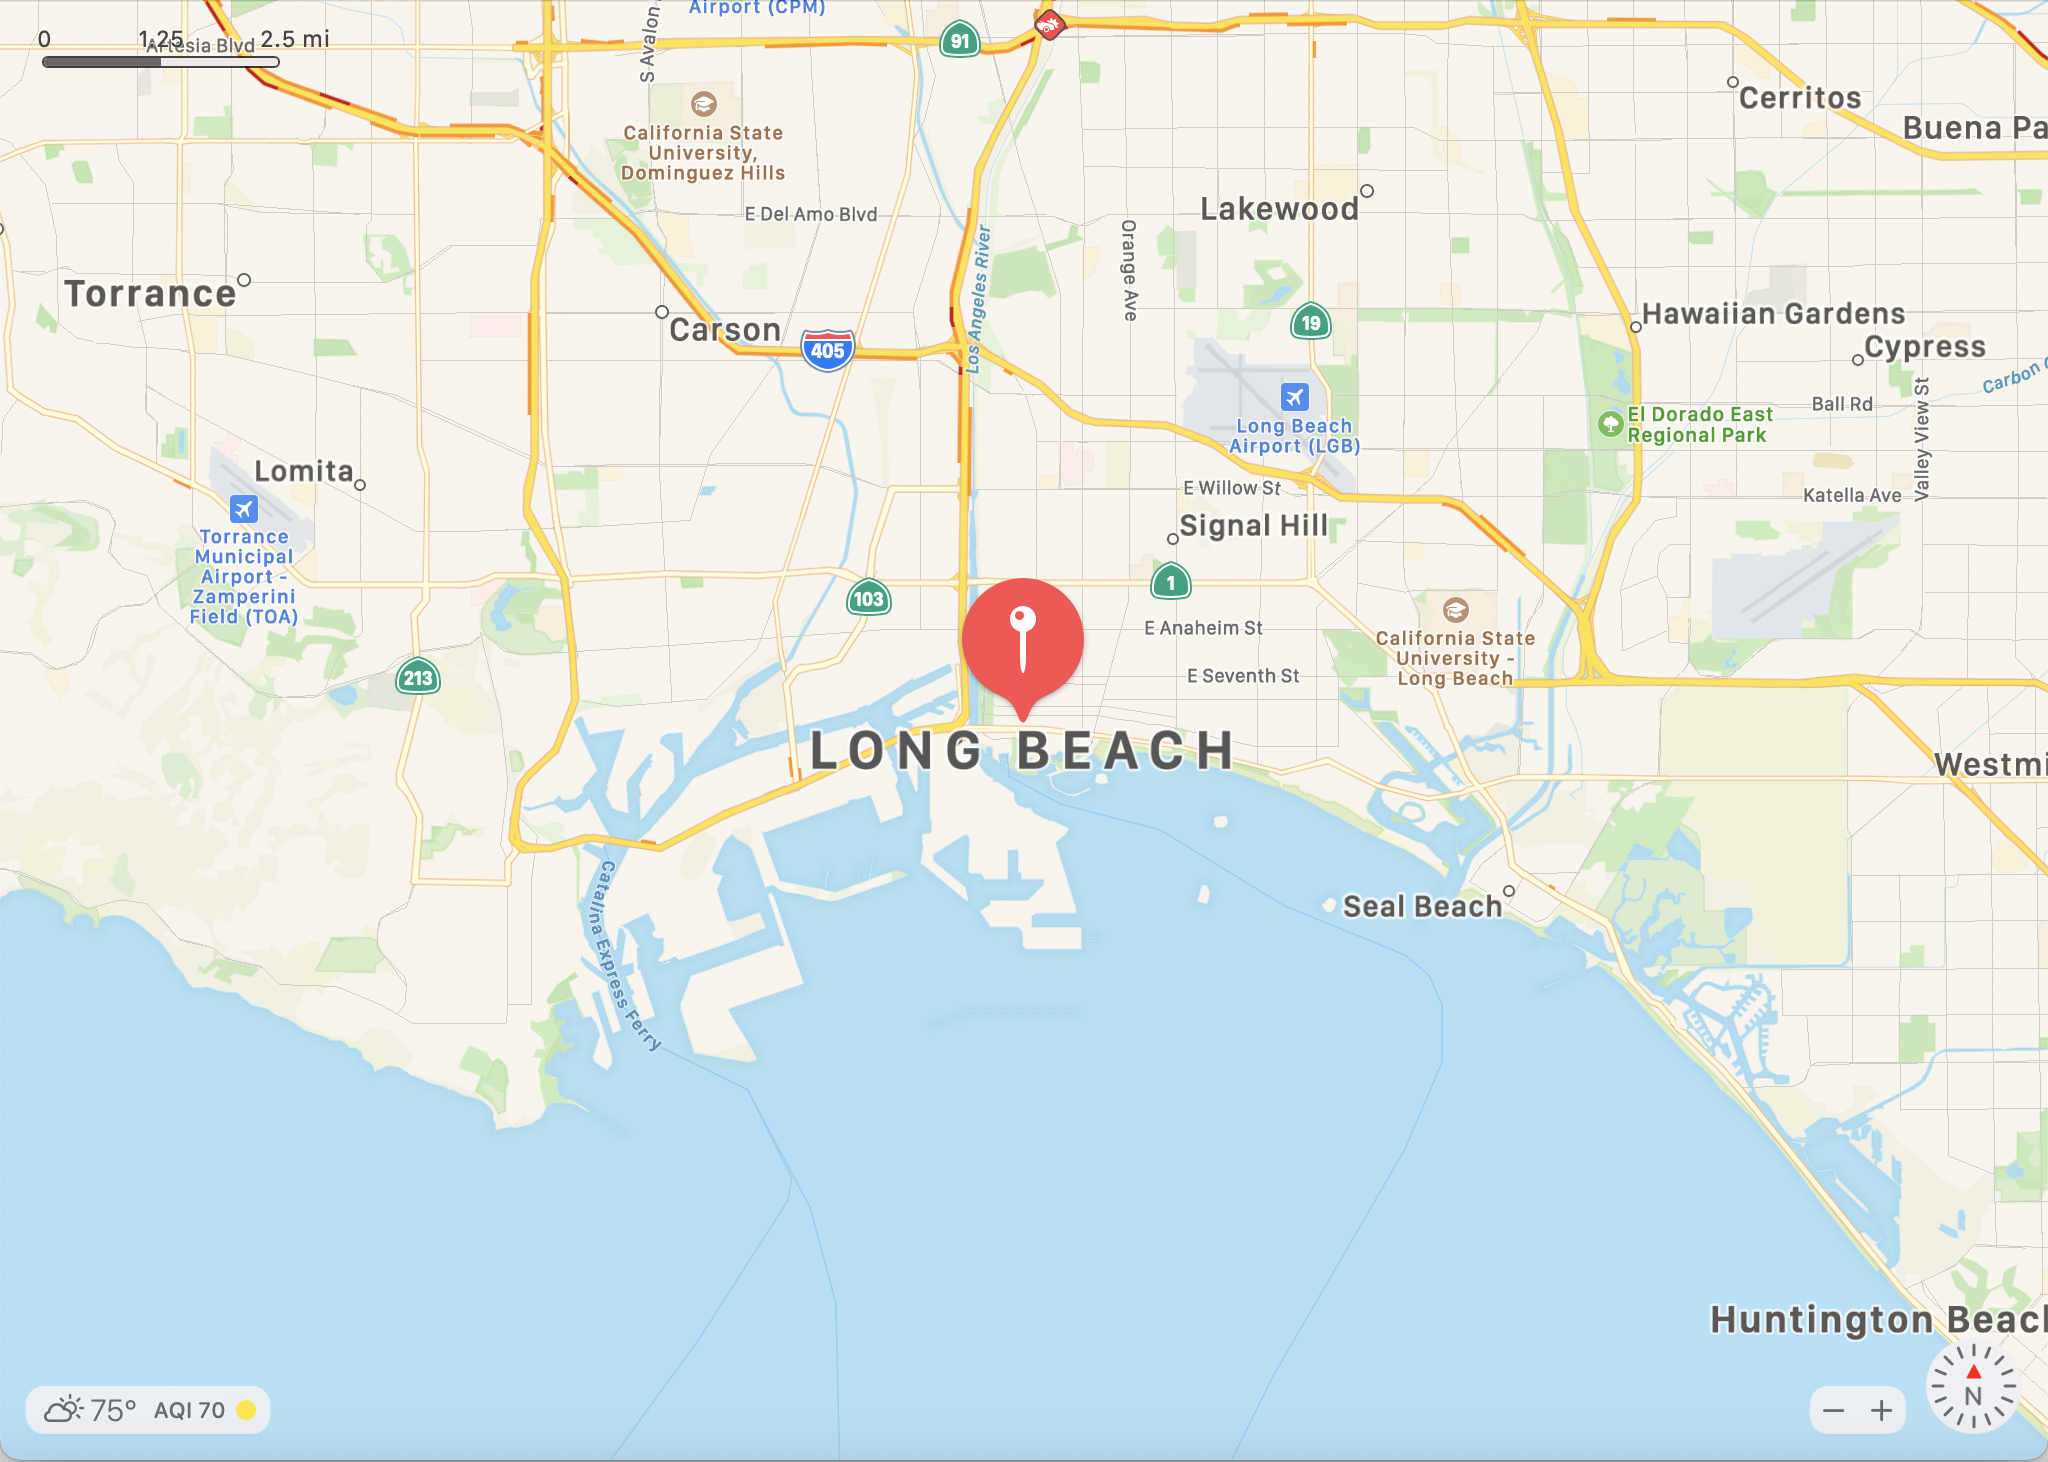 Airport (CPM)
0 1.25 2.5 mi
Artesia Blvd
S Avalon
91
Cerritos
Buena Pa
California State
University,
Dominguez Hills
E Del Amo Blvd
Lakewood
Orange Ave
Los Angeles River
Torrance
Carson
405
19
Hawaiian Gardens
Cypress
Carbon C
Valley View St
Ball Rd
El Dorado East
Regional Park
Long Beach
Airport (LGB)
Lomita
E Willow St
Katella Ave
Signal Hill
Torrance
Municipal
Airport -
Zamperini
Field (TOA)
103
1
E Anaheim St
California State
University -
Long Beach
213
E Seventh St
LONG BEACH
Westmi
Catalina Express Ferry
Seal Beach
Huntington Beach
75° AQI 70
− +
N